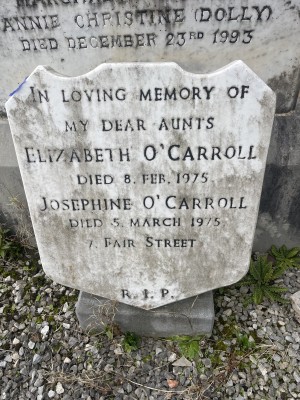 ANNIE CHRISTINE (DOLLY)
DIED DECEMBER 23RD 1993
IN LOVING MEMORY OF
MY DEAR AUNTS
ELIZABETH O'CARROLL
DIED 8. FEB. 1975
JOSEPHINE O'CARROLL
DIED 5. MARCH 1975
7. FAIR STREET
R.I.P.